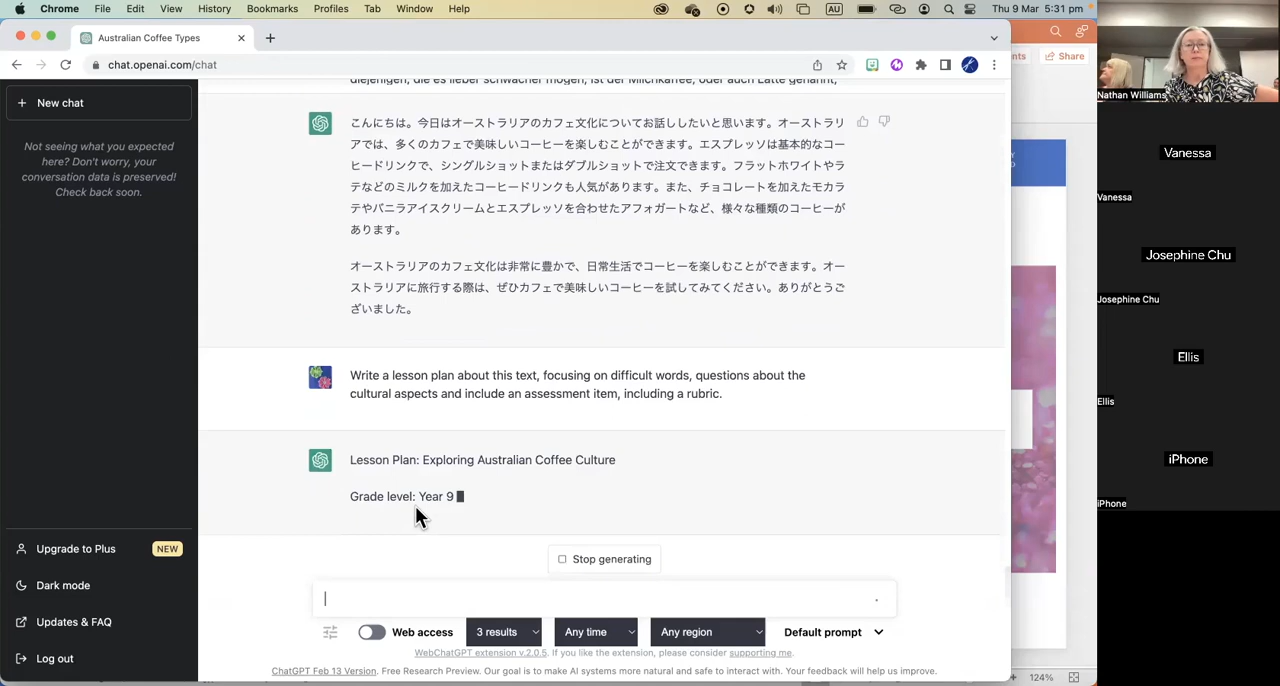 Chrome File Edit View History Bookmarks Profiles Tab Window Help AU Thu 9 Mar 5:31 pm
Australian Coffee Types
chat.openai.com/chat
nts Share
New chat
Not seeing what you expected
here? Don't worry, your
conversation data is preserved!
Check back soon.
diejenigen, die es lieber schwächer mögen, ist der Milchkaffee, oder auch Latte genannt,
こんにちは。今日はオーストラリアのカフェ文化についてお話ししたいと思います。オーストラリ
アでは、多くのカフェで美味しいコーヒーを楽しむことができます。エスプレッソは基本的なコー
ヒードリンクで、シングルショットまたはダブルショットで注文できます。フラットホワイトやラ
テなどのミルクを加えたコーヒードリンクも人気があります。また、チョコレートを加えたモカラ
テやバニラアイスクリームとエスプレッソを合わせたアフォガートなど、様々な種類のコーヒーが
あります。
オーストラリアのカフェ文化は非常に豊かで、日常生活でコーヒーを楽しむことができます。オー
ストラリアに旅行する際は、ぜひカフェで美味しいコーヒーを試してみてください。ありがとうご
ざいました。
Write a lesson plan about this text, focusing on difficult words, questions about the
cultural aspects and include an assessment item, including a rubric.
Lesson Plan: Exploring Australian Coffee Culture
Grade level: Year 9
Stop generating
Web access 3 results Any time Any region Default prompt
WebChatGPT extension v.2.0.5. If you like the extension, please consider supporting me.
ChatGPT Feb 13 Version. Free Research Preview. Our goal is to make AI systems more natural and safe to interact with. Your feedback will help us improve.
Upgrade to Plus NEW
Dark mode
Updates & FAQ
Log out
124%
Nathan Williams
Vanessa
Vanessa
Josephine Chu
Josephine Chu
Ellis
Ellis
iPhone
iPhone